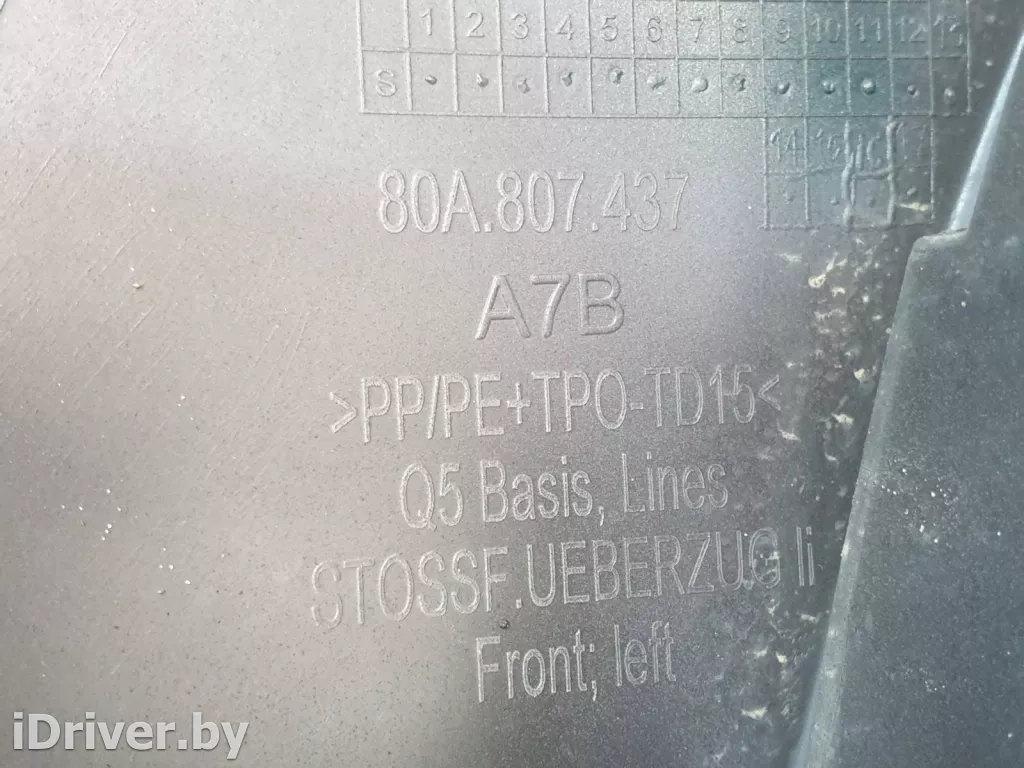 1 2 3 4 5 6 7 8 9 10 11 12 13
S
14 15 16
80A.807.437
A7B
>PP/PE+TPO-TD15<
Q5 Basis, Lines
STOSSF.UEBERZUG li
Front; left
iDriver.by